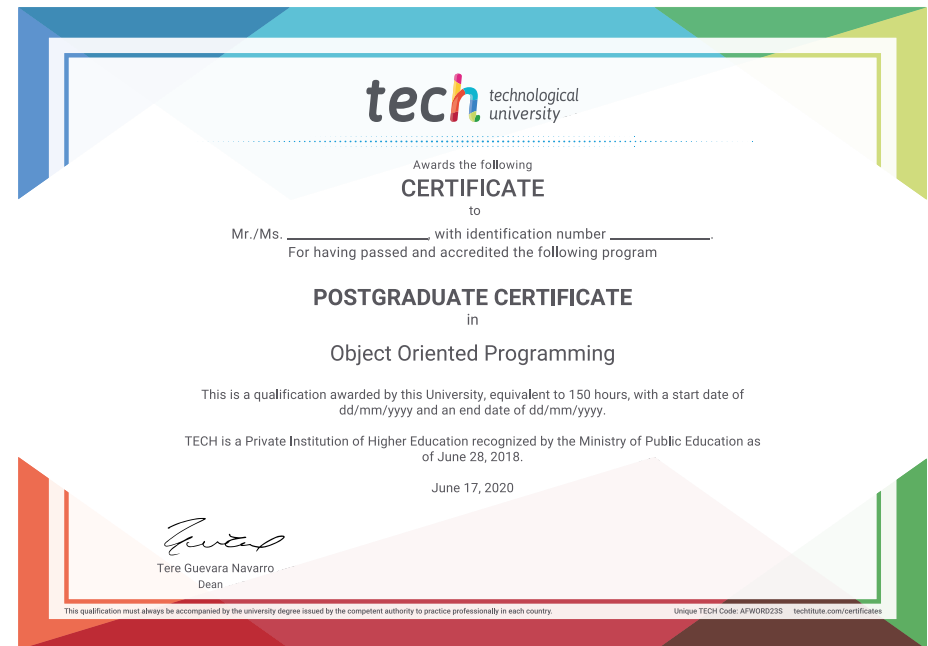 tech technological
university
Awards the following
CERTIFICATE
to
Mr./Ms. ____________________, with identification number ______________.
For having passed and accredited the following program
POSTGRADUATE CERTIFICATE
in
Object Oriented Programming
This is a qualification awarded by this University, equivalent to 150 hours, with a start date of
dd/mm/yyyy and an end date of dd/mm/yyyy.
TECH is a Private Institution of Higher Education recognized by the Ministry of Public Education as
of June 28, 2018.
June 17, 2020
Tere Guevara Navarro
Dean
This qualification must always be accompanied by the university degree issued by the competent authority to practice professionally in each country.
Unique TECH Code: AFWORD23S techtitute.com/certificates